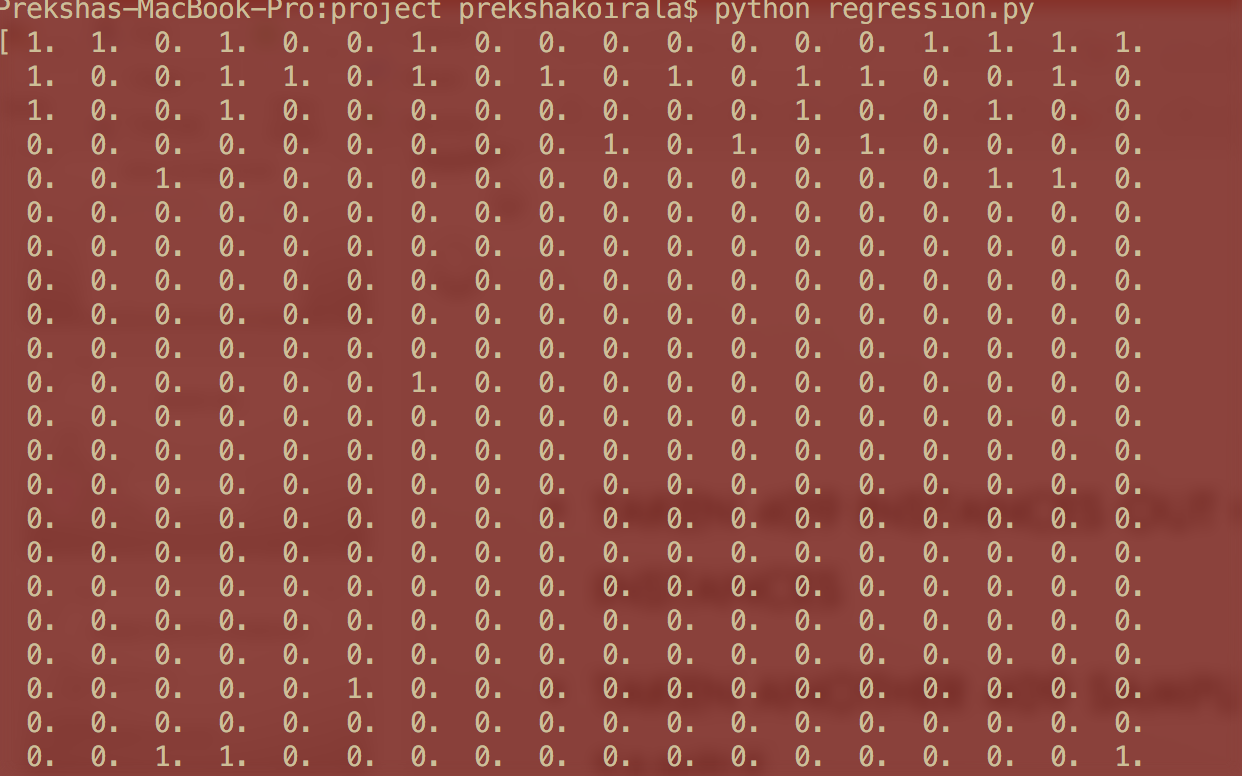 Prekshas-MacBook-Pro:project prekshakoirala$ python regression.py
[ 1. 1. 0. 1. 0. 0. 1. 0. 0. 0. 0. 0. 0. 0. 1. 1. 1. 1.
1. 0. 0. 1. 1. 0. 1. 0. 1. 0. 1. 0. 1. 1. 0. 0. 1. 0.
1. 0. 0. 1. 0. 0. 0. 0. 0. 0. 0. 0. 1. 0. 0. 1. 0. 0.
0. 0. 0. 0. 0. 0. 0. 0. 0. 1. 0. 1. 0. 1. 0. 0. 0. 0.
0. 0. 1. 0. 0. 0. 0. 0. 0. 0. 0. 0. 0. 0. 0. 1. 1. 0.
0. 0. 0. 0. 0. 0. 0. 0. 0. 0. 0. 0. 0. 0. 0. 0. 0. 0.
0. 0. 0. 0. 0. 0. 0. 0. 0. 0. 0. 0. 0. 0. 0. 0. 0. 0.
0. 0. 0. 0. 0. 0. 0. 0. 0. 0. 0. 0. 0. 0. 0. 0. 0. 0.
0. 0. 0. 0. 0. 0. 0. 0. 0. 0. 0. 0. 0. 0. 0. 0. 0. 0.
0. 0. 0. 0. 0. 0. 0. 0. 0. 0. 0. 0. 0. 0. 0. 0. 0. 0.
0. 0. 0. 0. 0. 0. 1. 0. 0. 0. 0. 0. 0. 0. 0. 0. 0. 0.
0. 0. 0. 0. 0. 0. 0. 0. 0. 0. 0. 0. 0. 0. 0. 0. 0. 0.
0. 0. 0. 0. 0. 0. 0. 0. 0. 0. 0. 0. 0. 0. 0. 0. 0. 0.
0. 0. 0. 0. 0. 0. 0. 0. 0. 0. 0. 0. 0. 0. 0. 0. 0. 0.
0. 0. 0. 0. 0. 0. 0. 0. 0. 0. 0. 0. 0. 0. 0. 0. 0. 0.
0. 0. 0. 0. 0. 0. 0. 0. 0. 0. 0. 0. 0. 0. 0. 0. 0. 0.
0. 0. 0. 0. 0. 0. 0. 0. 0. 0. 0. 0. 0. 0. 0. 0. 0. 0.
0. 0. 0. 0. 0. 0. 0. 0. 0. 0. 0. 0. 0. 0. 0. 0. 0. 0.
0. 0. 0. 0. 0. 0. 0. 0. 0. 0. 0. 0. 0. 0. 0. 0. 0. 0.
0. 0. 0. 0. 0. 1. 0. 0. 0. 0. 0. 0. 0. 0. 0. 0. 0. 0.
0. 0. 0. 0. 0. 0. 0. 0. 0. 0. 0. 0. 0. 0. 0. 0. 0. 0.
0. 0. 1. 1. 0. 0. 0. 0. 0. 0. 0. 0. 0. 0. 0. 0. 0. 1.